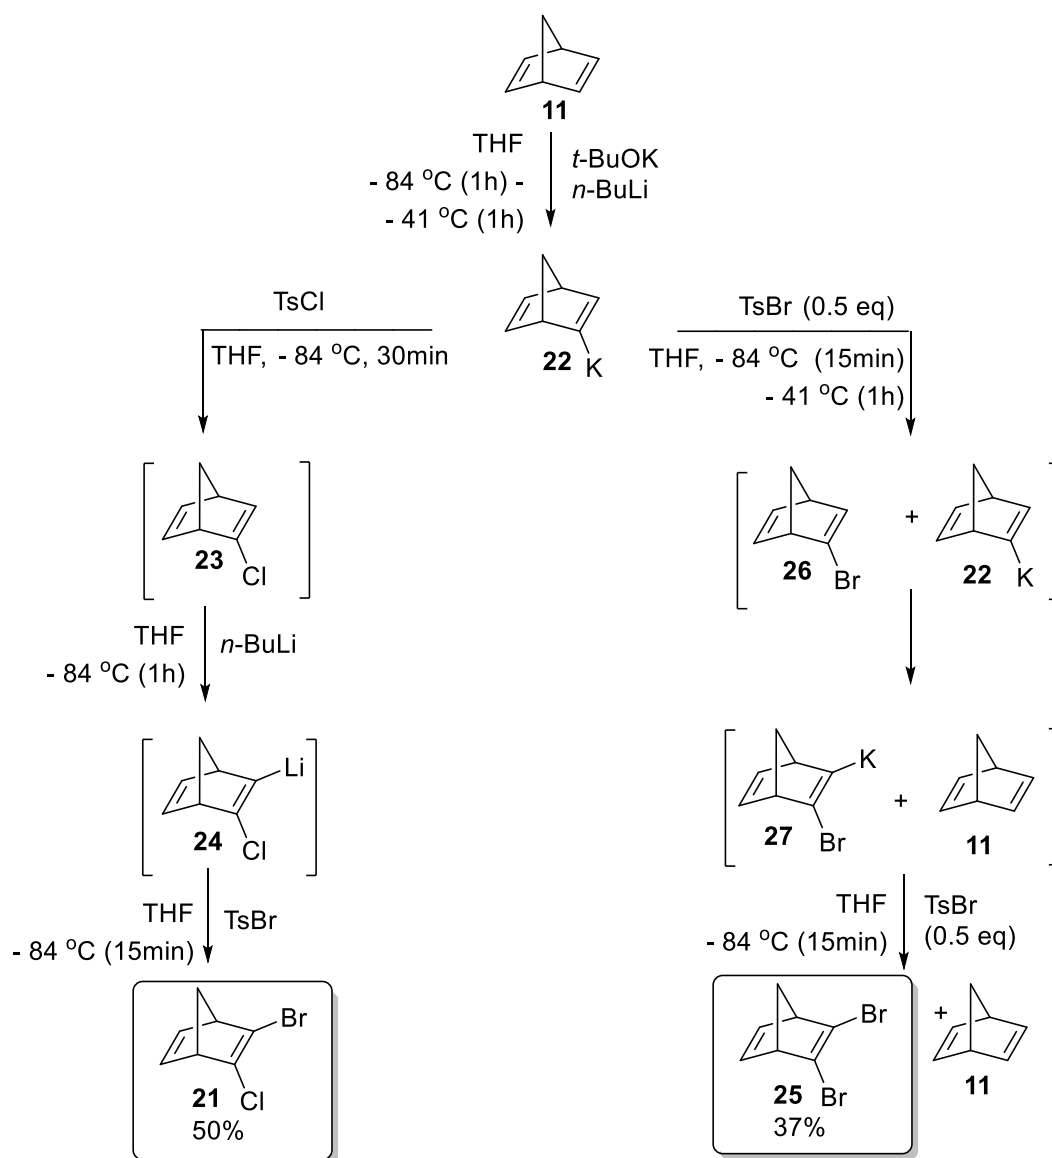 11
THF
t-BuOK
- 84 °C (1h) -
n-BuLi
- 41 °C (1h)
TsCl
THF, - 84 °C, 30min
22
K
TsBr (0.5 eq)
THF, - 84 °C (15min)
- 41 °C (1h)
23
Cl
26
Br
+
22
K
THF
n-BuLi
- 84 °C (1h)
Li
24
Cl
K
27
Br
+
11
THF
TsBr
- 84 °C (15min)
THF
TsBr
- 84 °C (15min)
(0.5 eq)
Br
21
Cl
50%
Br
25
Br
37%
+
11